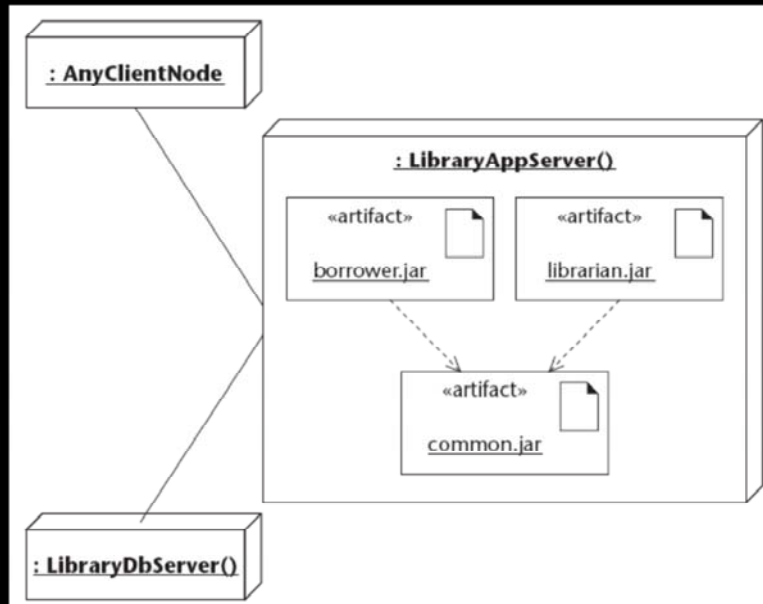 : AnyClientNode
: LibraryAppServer()
«artifact»
borrower.jar
«artifact»
librarian.jar
«artifact»
common.jar
: LibraryDbServer()